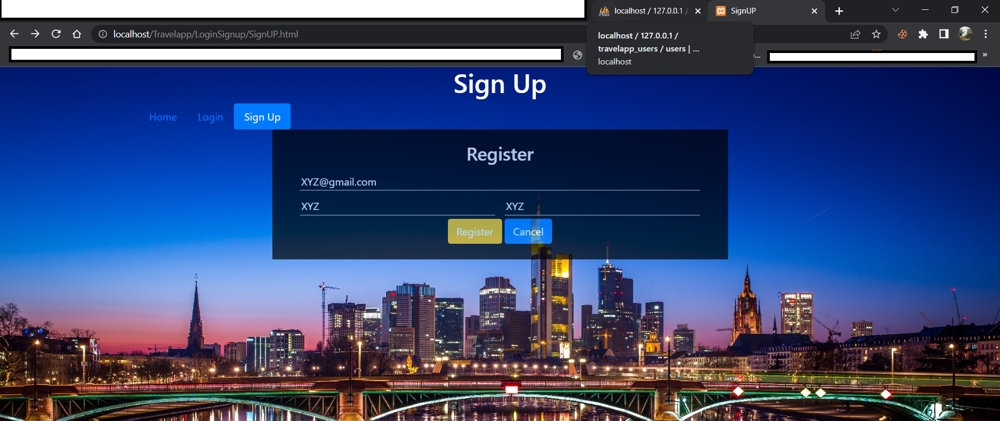 localhost / 127.0.0.1 /
SignUP
localhost/Travelapp/LoginSignup/SignUP.html
localhost / 127.0.0.1 /
travelapp_users / users | ...
localhost
...
»
Sign Up
Home
Login
Sign Up
Register
XYZ@gmail.com
XYZ
XYZ
Register
Cancel